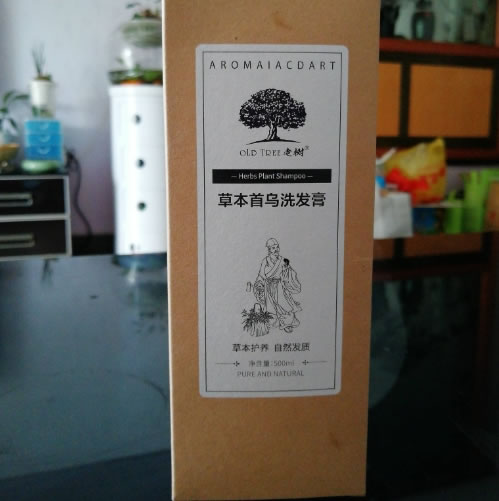 AROMAIACDART
OLD TREE 老树®
Herbs Plant Shampoo
草本首乌洗发膏
草本护养 自然发质
净含量: 500ml
PURE AND NATURAL